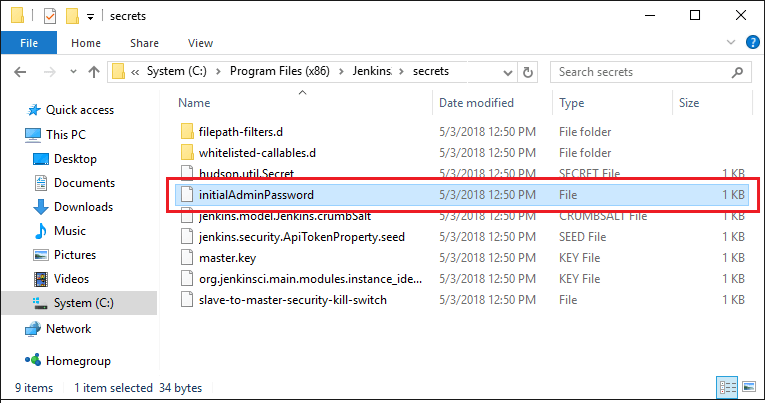 secrets
File Home Share View
System (C:) Program Files (x86) Jenkins secrets
Search secrets
Name Date modified Type Size
Quick access
This PC
Desktop
Documents
Downloads
Music
Pictures
Videos
System (C:)
Network
Homegroup
filepath-filters.d 5/3/2018 12:50 PM File folder
whitelisted-callables.d 5/3/2018 12:50 PM File folder
hudson.util.Secret 5/3/2018 12:50 PM SECRET File 1 KB
initialAdminPassword 5/3/2018 12:50 PM File 1 KB
jenkins.model.Jenkins.crumbSalt 5/3/2018 12:50 PM CRUMBSALT File 1 KB
jenkins.security.ApiTokenProperty.seed 5/3/2018 12:50 PM SEED File 1 KB
master.key 5/3/2018 12:50 PM KEY File 1 KB
org.jenkinsci.main.modules.instance_ide... 5/3/2018 12:50 PM KEY File 1 KB
slave-to-master-security-kill-switch 5/3/2018 12:50 PM File 1 KB
9 items 1 item selected 34 bytes